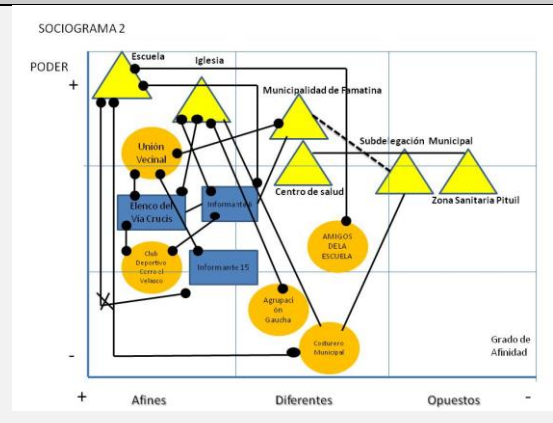 SOCIOGRAMA 2
PODER
+
Escuela
Iglesia
Municipalidad de Famatina
Subdelegación Municipal
Unión
Vecinal
Centro de salud
Zona Sanitaria Pituil
Elenco del
Via Crucis
Informante 6
AMIGOS
DE LA
ESCUELA
Club
Deportivo
Cerro el
Velasco
Informante 15
Agrupaci
ón
Gaucha
Costurero
Municipal
Grado de
Afinidad
-
+
Afines
Diferentes
Opuestos
-